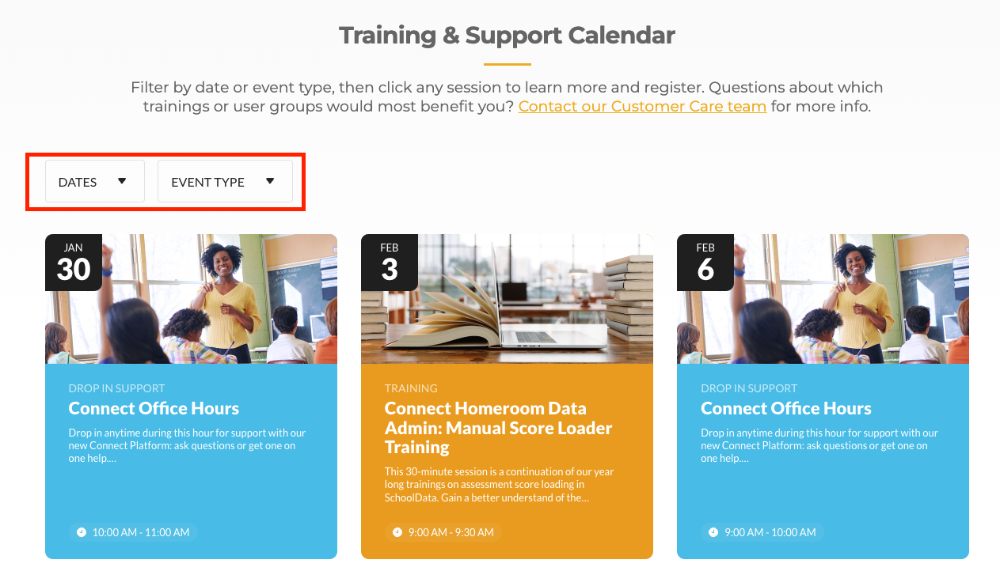 Training & Support Calendar
Filter by date or event type, then click any session to learn more and register. Questions about which
trainings or user groups would most benefit you? Contact our Customer Care team for more info.
DATES
EVENT TYPE
JAN
30
DROP IN SUPPORT
Connect Office Hours
Drop in anytime during this hour for support with our
new Connect Platform: ask questions or get one on
one help....
10:00 AM - 11:00 AM
FEB
3
TRAINING
Connect Homeroom Data
Admin: Manual Score Loader
Training
This 30-minute session is a continuation of our year
long trainings on assessment score loading in
SchoolData. Gain a better understand of the...
9:00 AM - 9:30 AM
FEB
6
DROP IN SUPPORT
Connect Office Hours
Drop in anytime during this hour for support with our
new Connect Platform: ask questions or get one on
one help....
9:00 AM - 10:00 AM